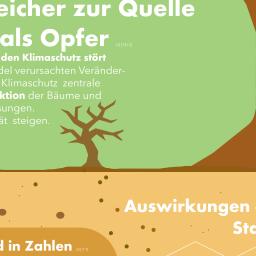 eicher zur Quelle
als Opfer
den Klimaschutz stört
del verursachten Veränder-
Klimaschutz zentrale
ktion der Bäume und
sungen.
ät steigen.
Auswirkungen
Sta
d in Zahlen